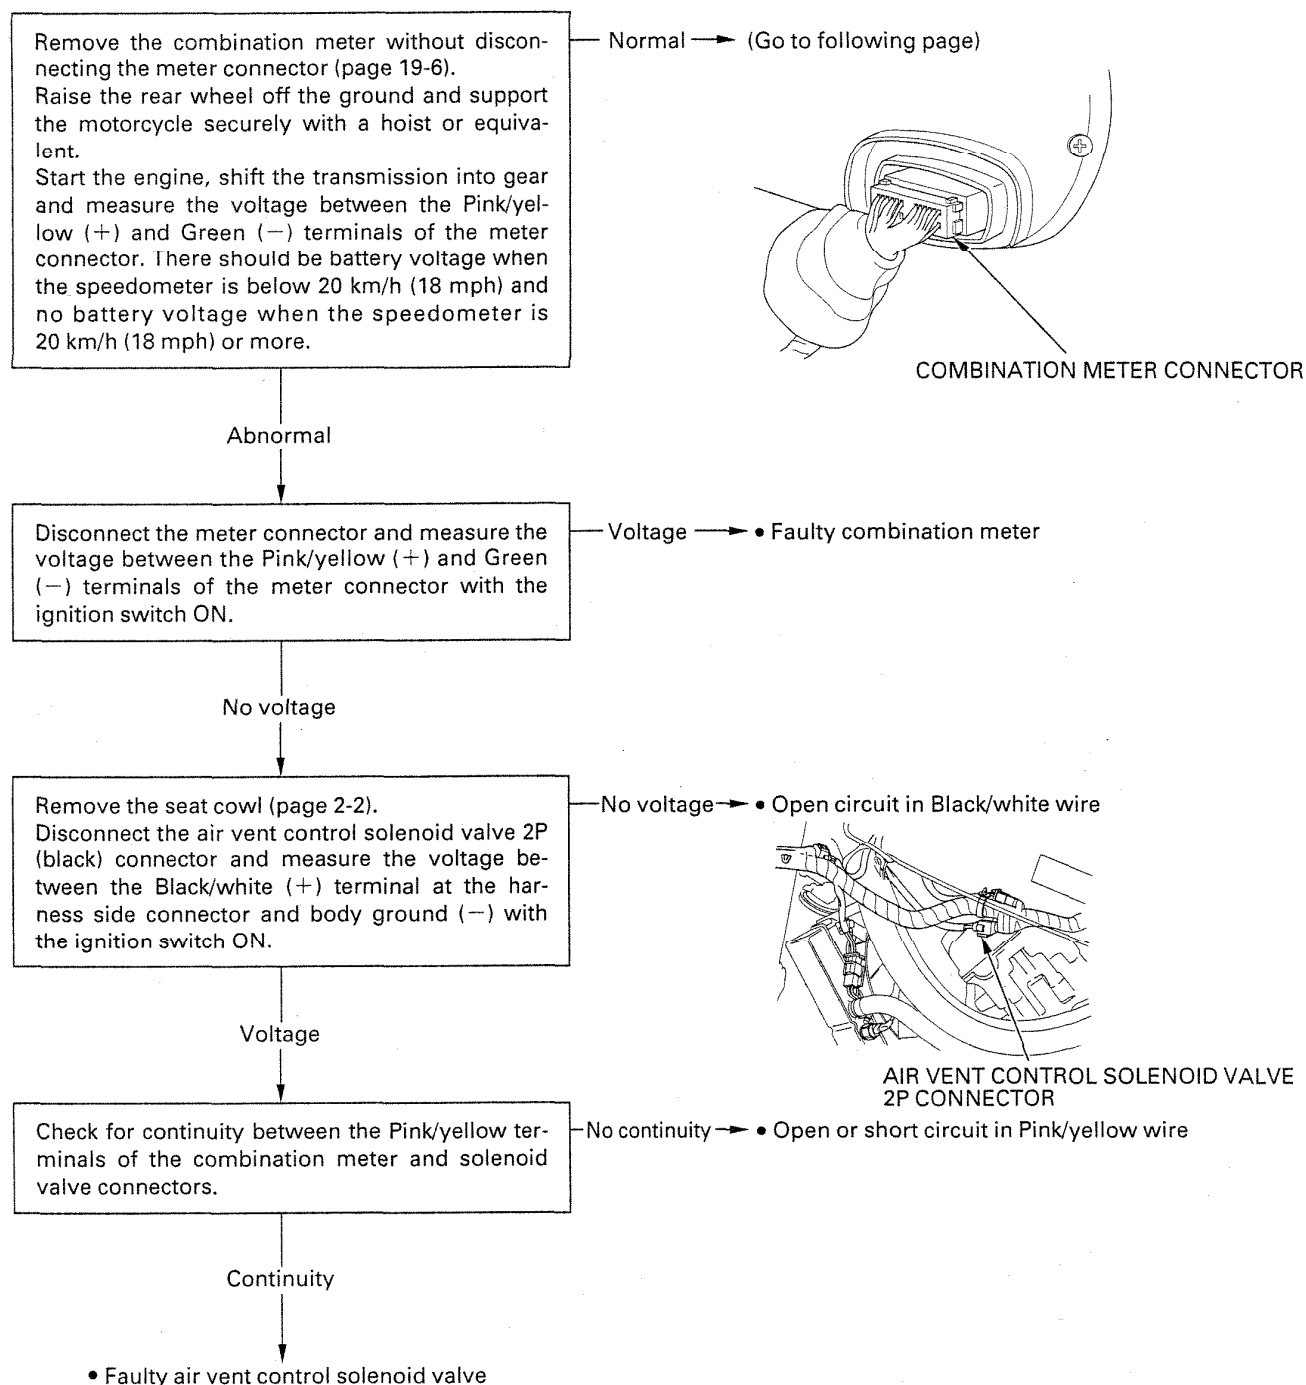 Remove the combination meter without discon-
necting the meter connector (page 19-6).
Raise the rear wheel off the ground and support
the motorcycle securely with a hoist or equiva-
lent.
Start the engine, shift the transmission into gear
and measure the voltage between the Pink/yel-
low (+) and Green (−) terminals of the meter
connector. There should be battery voltage when
the speedometer is below 20 km/h (18 mph) and
no battery voltage when the speedometer is
20 km/h (18 mph) or more.
Normal
(Go to following page)
COMBINATION METER CONNECTOR
Abnormal
Disconnect the meter connector and measure the
voltage between the Pink/yellow (+) and Green
(−) terminals of the meter connector with the
ignition switch ON.
Voltage
• Faulty combination meter
No voltage
Remove the seat cowl (page 2-2).
Disconnect the air vent control solenoid valve 2P
(black) connector and measure the voltage be-
tween the Black/white (+) terminal at the har-
ness side connector and body ground (−) with
the ignition switch ON.
No voltage
• Open circuit in Black/white wire
AIR VENT CONTROL SOLENOID VALVE
2P CONNECTOR
Voltage
Check for continuity between the Pink/yellow ter-
minals of the combination meter and solenoid
valve connectors.
No continuity
• Open or short circuit in Pink/yellow wire
Continuity
• Faulty air vent control solenoid valve